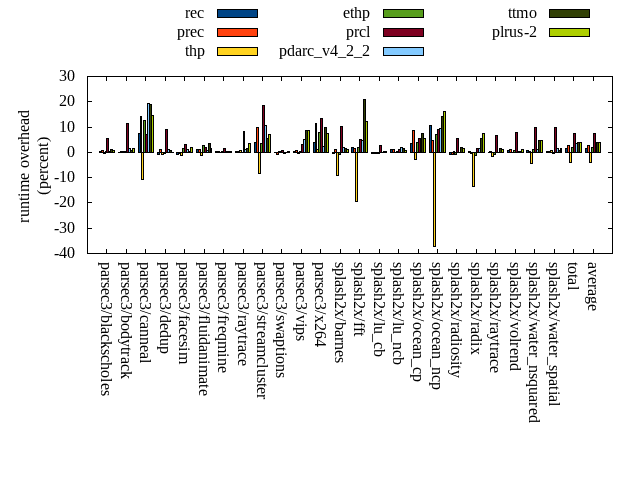 rec
prec
thp
ethp
prcl
pdarc_v4_2_2
ttmo
plrus-2
runtime overhead
(percent)
30
20
10
0
-10
-20
-30
-40
parsec3/blackscholes
parsec3/bodytrack
parsec3/canneal
parsec3/dedup
parsec3/facesim
parsec3/fluidanimate
parsec3/freqmine
parsec3/raytrace
parsec3/streamcluster
parsec3/swaptions
parsec3/vips
parsec3/x264
splash2x/barnes
splash2x/fft
splash2x/lu_cb
splash2x/lu_ncb
splash2x/ocean_cp
splash2x/ocean_ncp
splash2x/radiosity
splash2x/radix
splash2x/raytrace
splash2x/volrend
splash2x/water_nsquared
splash2x/water_spatial
total
average